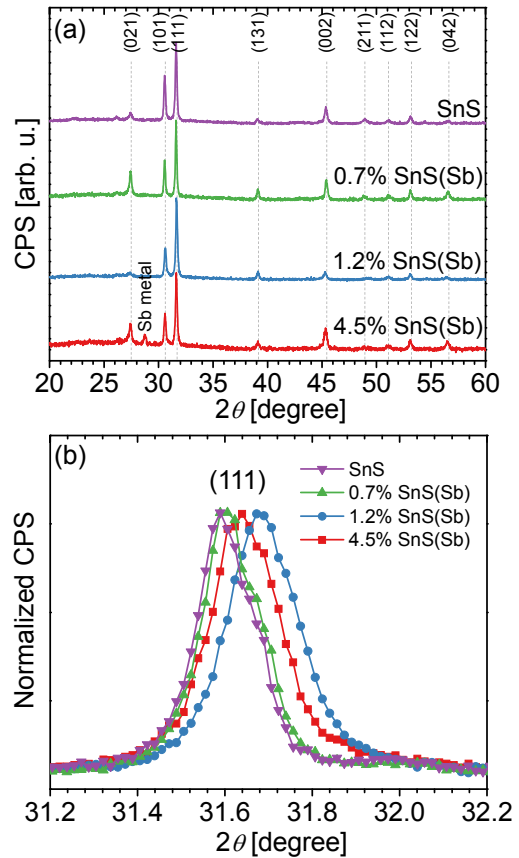 (a)
(021)
(101)
(111)
(131)
(002)
(211)
(112)
(122)
(042)
SnS
0.7% SnS(Sb)
1.2% SnS(Sb)
Sb metal
4.5% SnS(Sb)
CPS [arb. u.]
20 25 30 35 40 45 50 55 60
2θ [degree]
(b)
(111)
SnS
0.7% SnS(Sb)
1.2% SnS(Sb)
4.5% SnS(Sb)
Normalized CPS
31.2 31.4 31.6 31.8 32.0 32.2
2θ [degree]